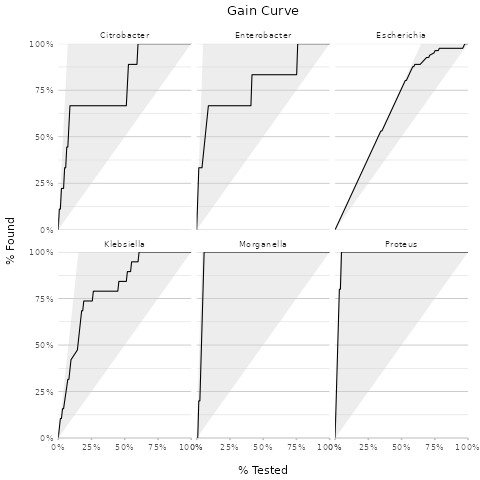 Gain Curve
Citrobacter
Enterobacter
Escherichia
100%
75%
50%
25%
0%
% Found
Klebsiella
Morganella
Proteus
100%
75%
50%
25%
0%
0% 25% 50% 75% 100%
0% 25% 50% 75% 100%
0% 25% 50% 75% 100%
% Tested